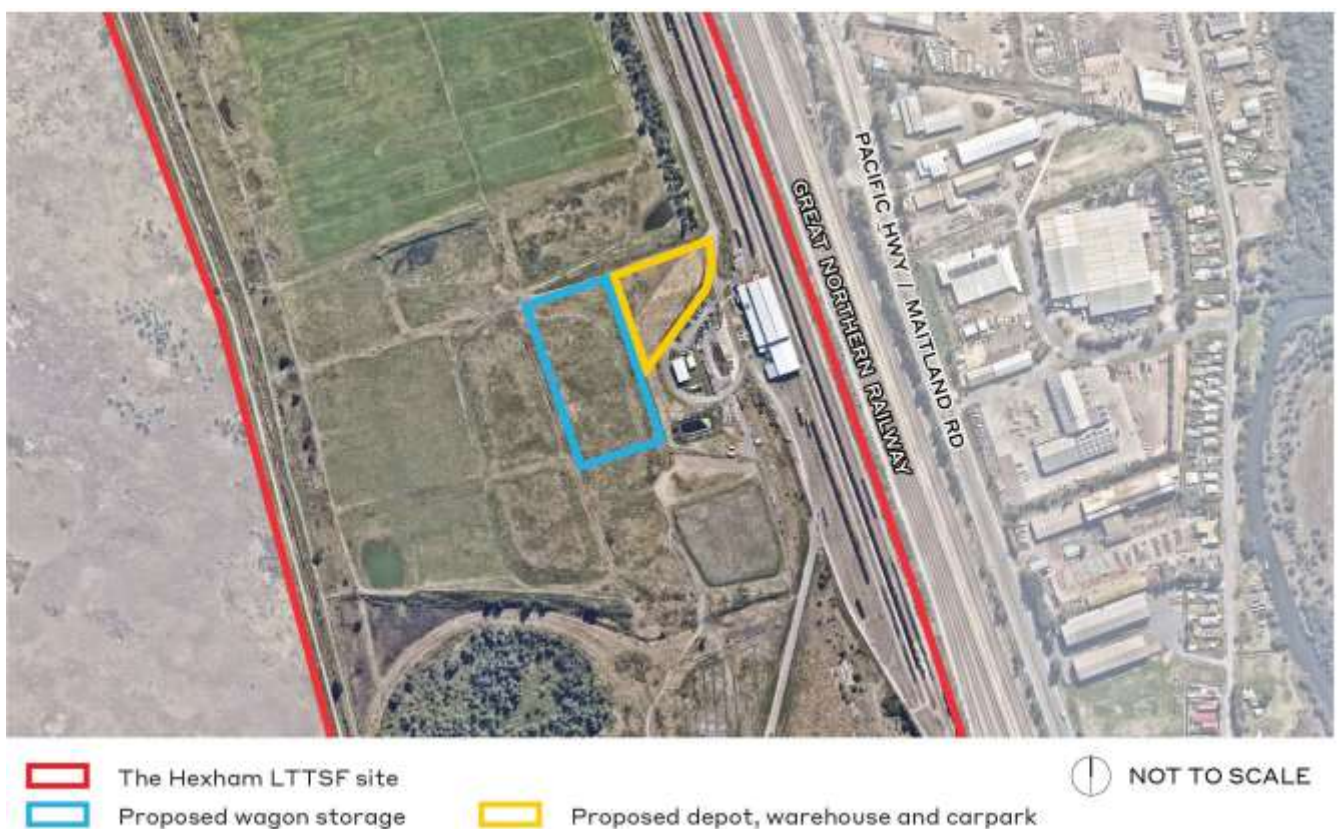 PACIFIC HWY / MAITLAND RD
GREAT NORTHERN RAILWAY
The Hexham LTTSF site
NOT TO SCALE
Proposed wagon storage
Proposed depot, warehouse and carpark